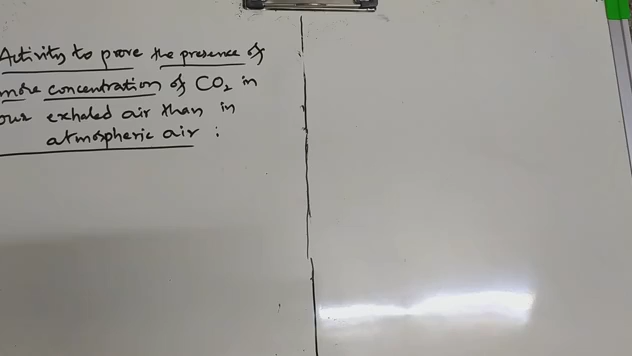 Activity to prove the presence of
more concentration of CO₂ in
our exhaled air than in
atmospheric air :